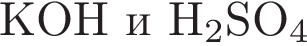 KOH и H₂SO₄